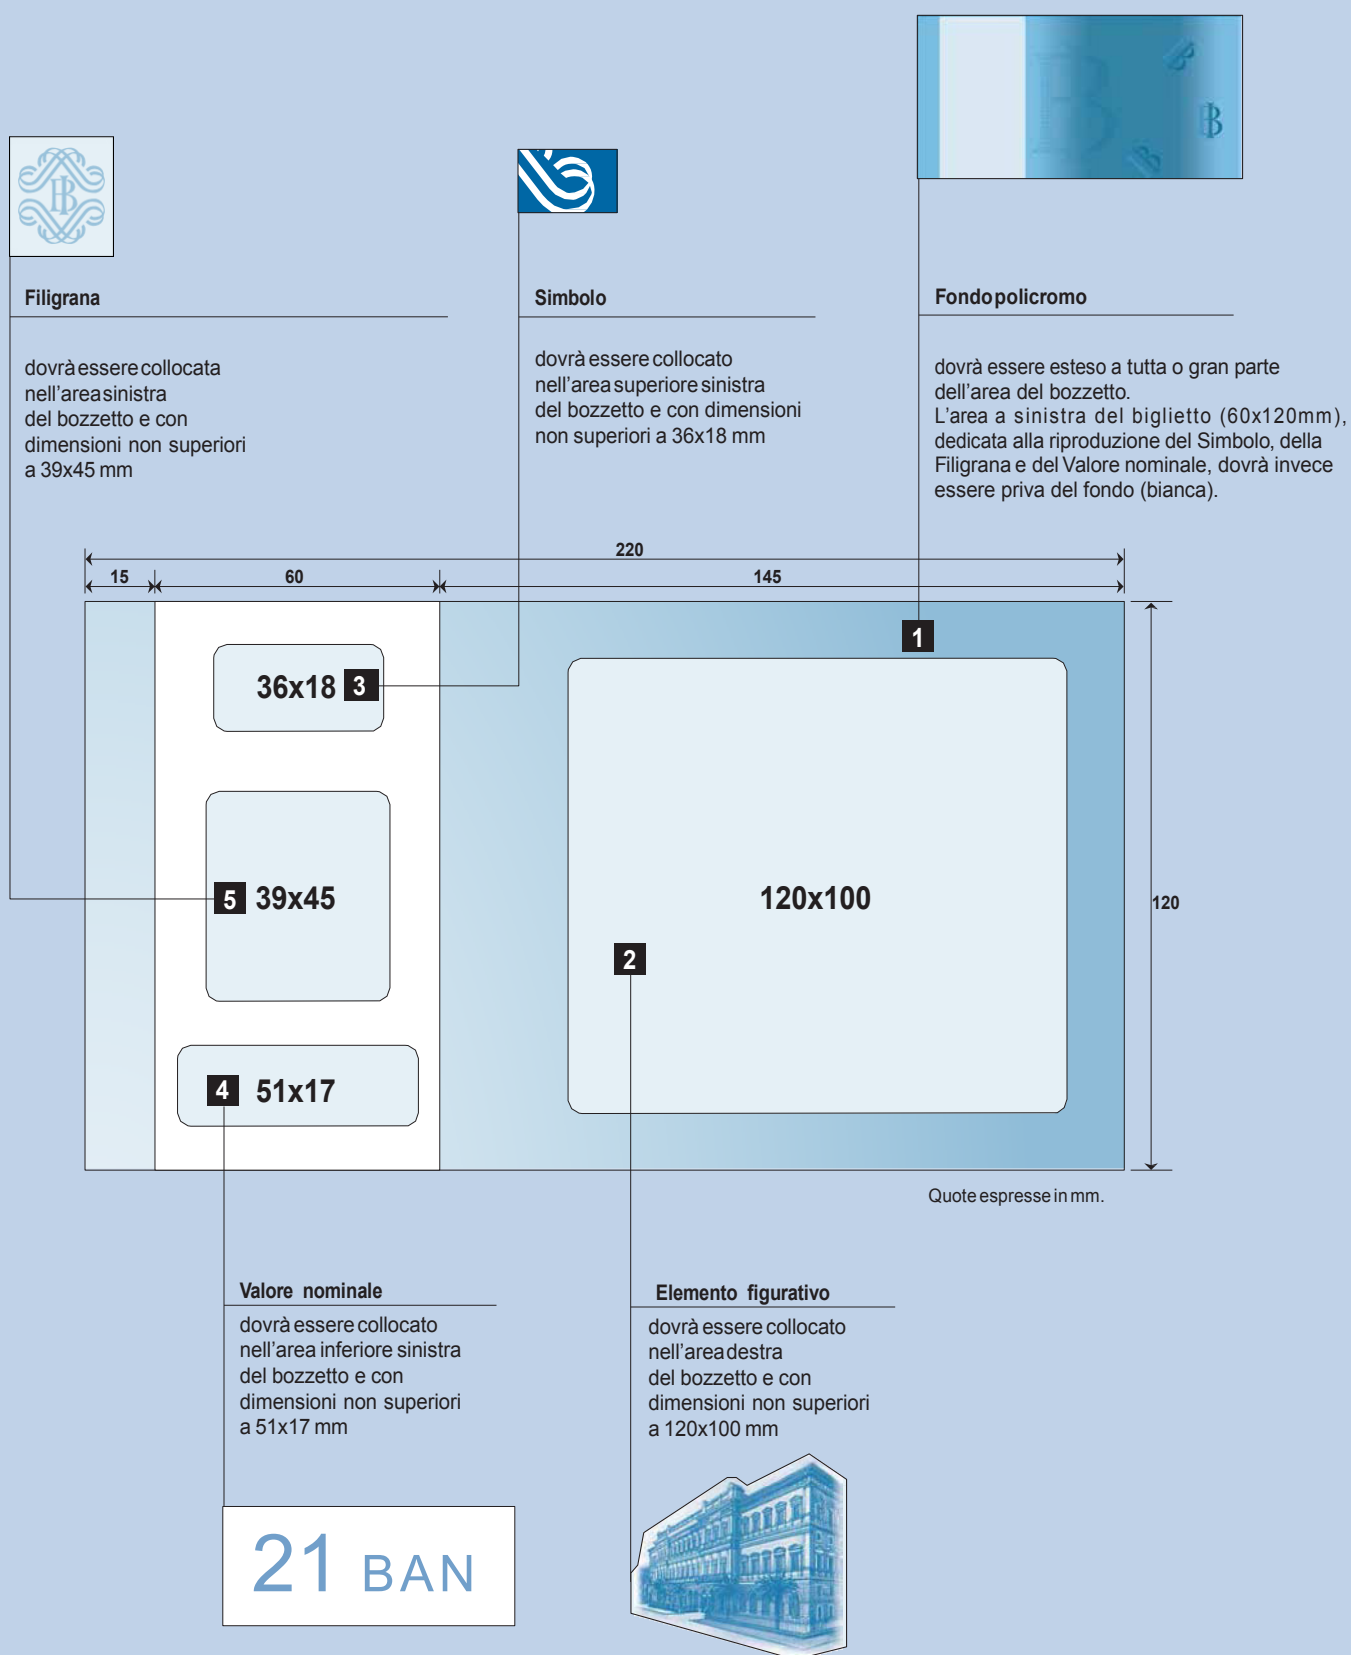 Filigrana
dovrà essere collocata
nell'area sinistra
del bozzetto e con
dimensioni non superiori
a 39x45 mm
Simbolo
dovrà essere collocato
nell'area superiore sinistra
del bozzetto e con dimensioni
non superiori a 36x18 mm
Fondo policromo
dovrà essere esteso a tutta o gran parte
dell'area del bozzetto.
L'area a sinistra del biglietto (60x120mm),
dedicata alla riproduzione del Simbolo, della
Filigrana e del Valore nominale, dovrà invece
essere priva del fondo (bianca).
220
15 60 145
1
36x18 3
5 39x45
120x100
120
2
4 51x17
Quote espresse in mm.
Valore nominale
dovrà essere collocato
nell'area inferiore sinistra
del bozzetto e con
dimensioni non superiori
a 51x17 mm
21 BAN
Elemento figurativo
dovrà essere collocato
nell'area destra
del bozzetto e con
dimensioni non superiori
a 120x100 mm